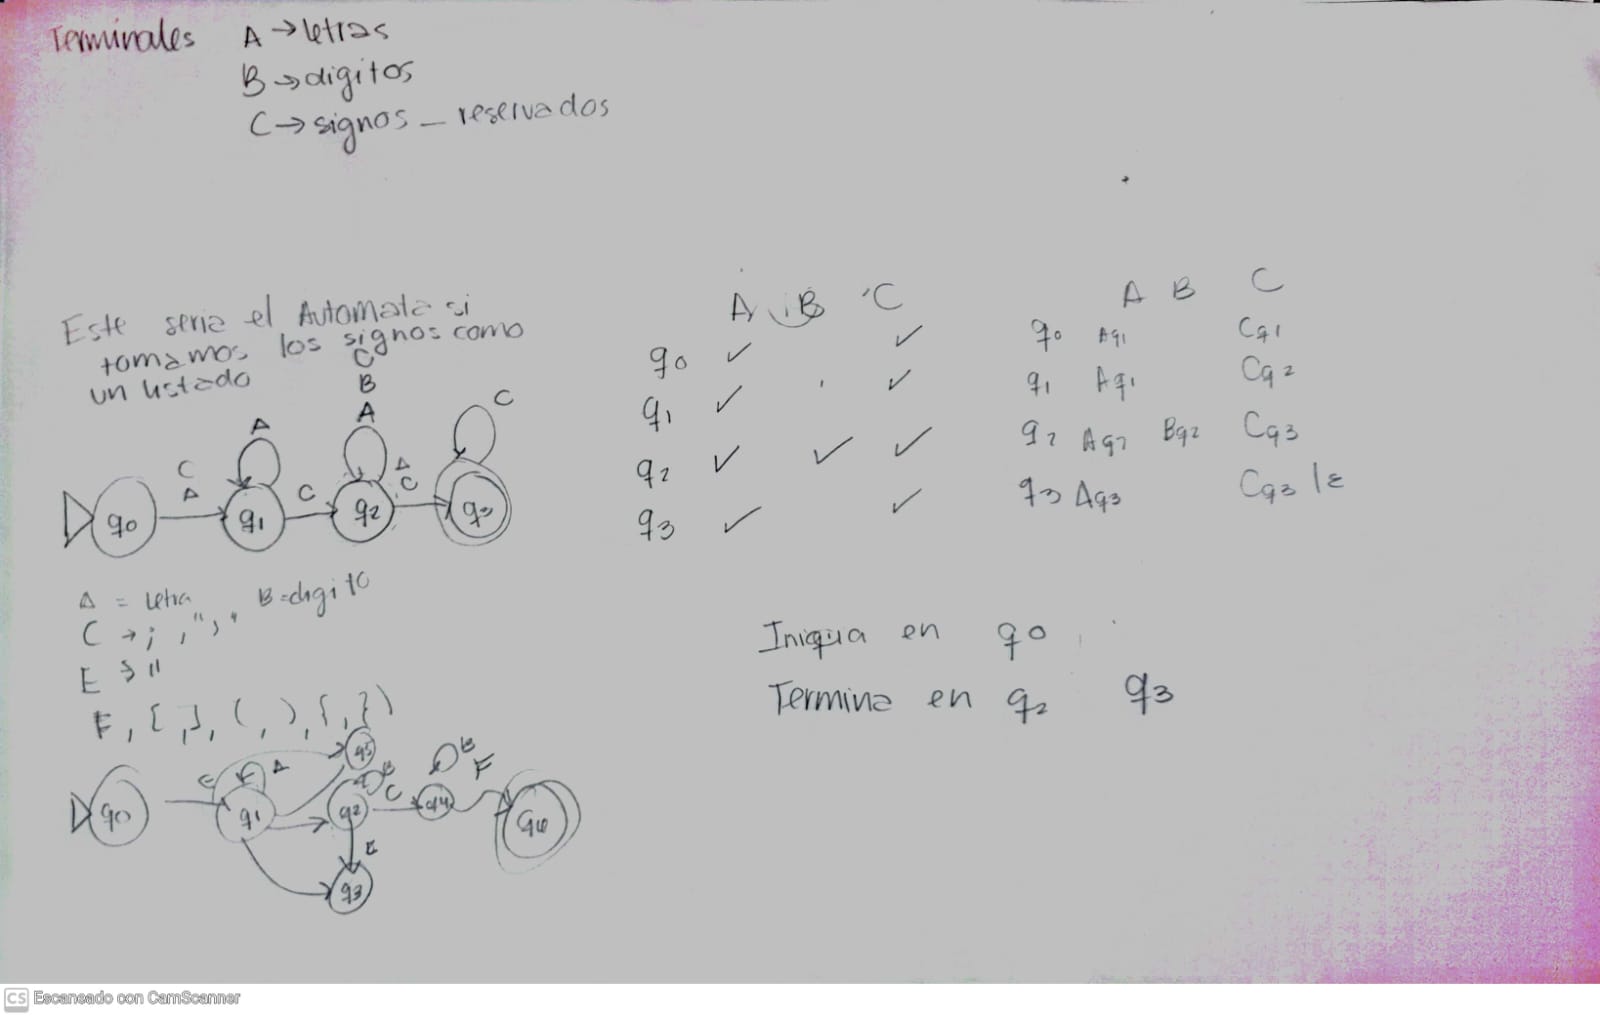 Terminales A → letras
B → digitos
C → signos _ reservados
Este seria el Automata si
tomamos los signos como
un listado
C
B
A
A
C
C
A
C
A
C
q0
q1
q2
q3
A = letra B = digito
C → ; , " , "
E → "
F, [ , ], ( , ) , { , }
q0
C
A
q1
q5
B
q2
C
B
q4
F
q6
E
q3
A B C
q0 ✓ ✓
q1 ✓ ✓
q2 ✓ ✓ ✓
q3 ✓ ✓
A B C
q0 Aq1 Cq1
q1 Aq1 Cq2
q2 Aq2 Bq2 Cq3
q3 Aq3 Cq3 | ε
en q0
Termina en q2 q3
CS Escaneado con CamScanner